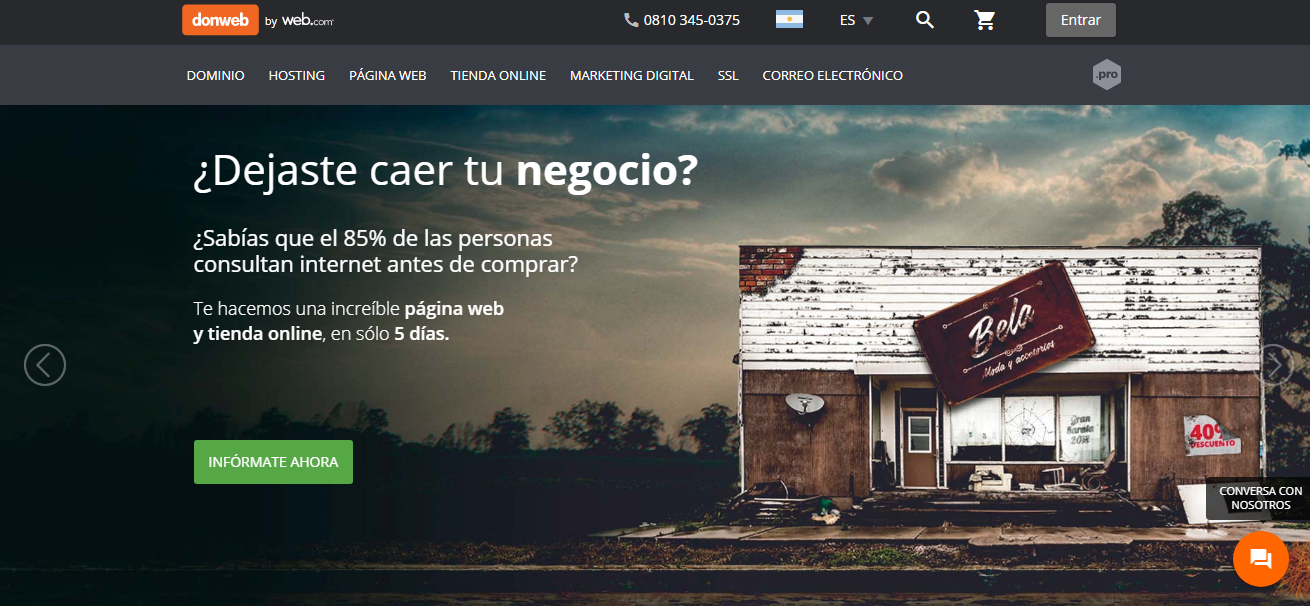 donweb by web.com
0810 345-0375
ES
Entrar
DOMINIO HOSTING PÁGINA WEB TIENDA ONLINE MARKETING DIGITAL SSL CORREO ELECTRÓNICO
.pro
¿Dejaste caer tu negocio?
¿Sabías que el 85% de las personas
consultan internet antes de comprar?
Te hacemos una increíble página web
y tienda online, en sólo 5 días.
INFÓRMATE AHORA
Bela
Moda y accesorios
Gran
Barata
20%
40%
DESCUENTO
CONVERSA CON
NOSOTROS